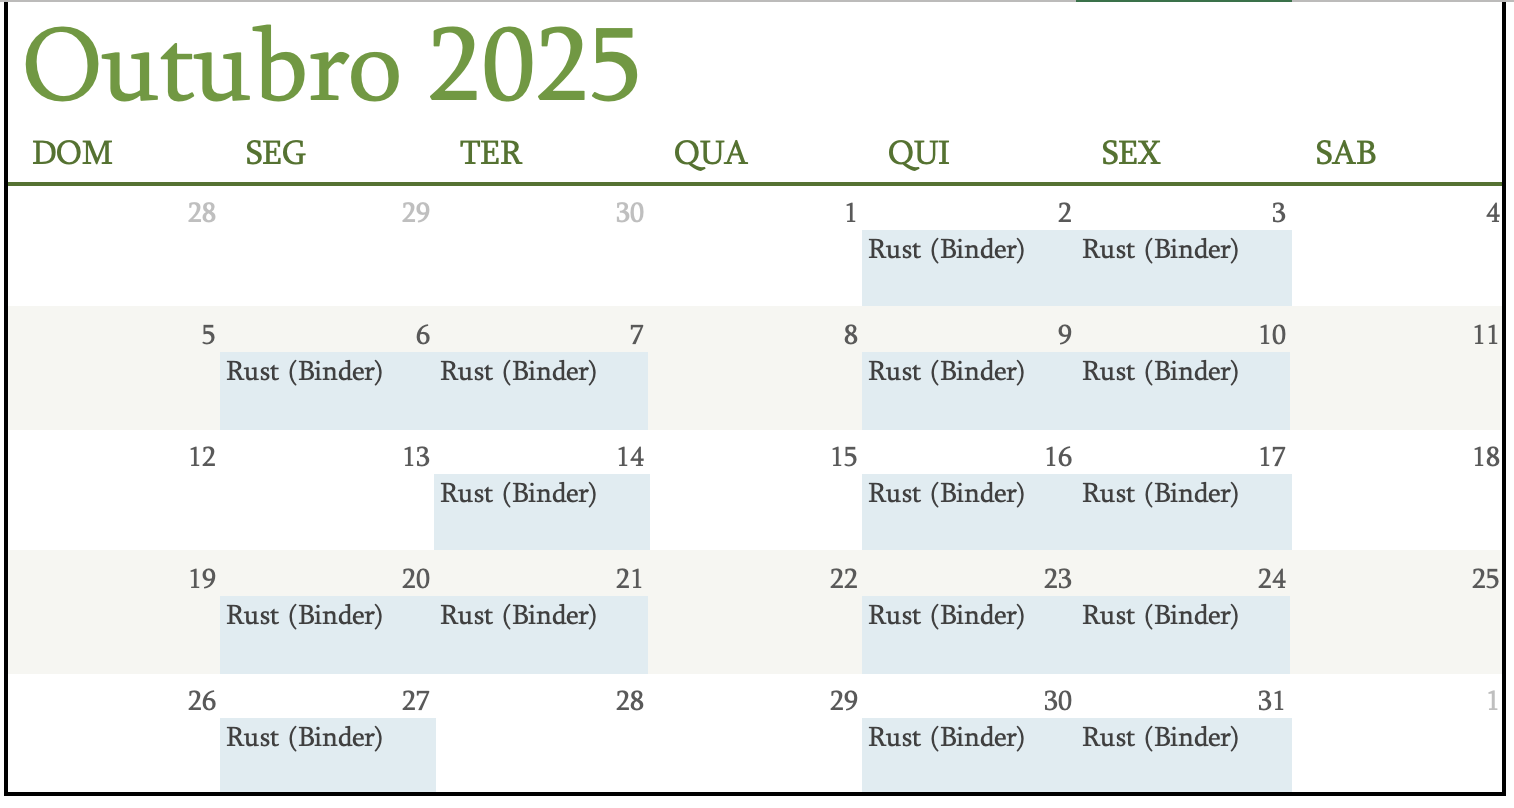 Outubro 2025
DOM SEG TER QUA QUI SEX SAB
28 29 30 1 2 3 4
Rust (Binder) Rust (Binder)
5 6 7 8 9 10 11
Rust (Binder) Rust (Binder) Rust (Binder) Rust (Binder)
12 13 14 15 16 17 18
Rust (Binder) Rust (Binder) Rust (Binder)
19 20 21 22 23 24 25
Rust (Binder) Rust (Binder) Rust (Binder) Rust (Binder)
26 27 28 29 30 31 1
Rust (Binder) Rust (Binder) Rust (Binder)